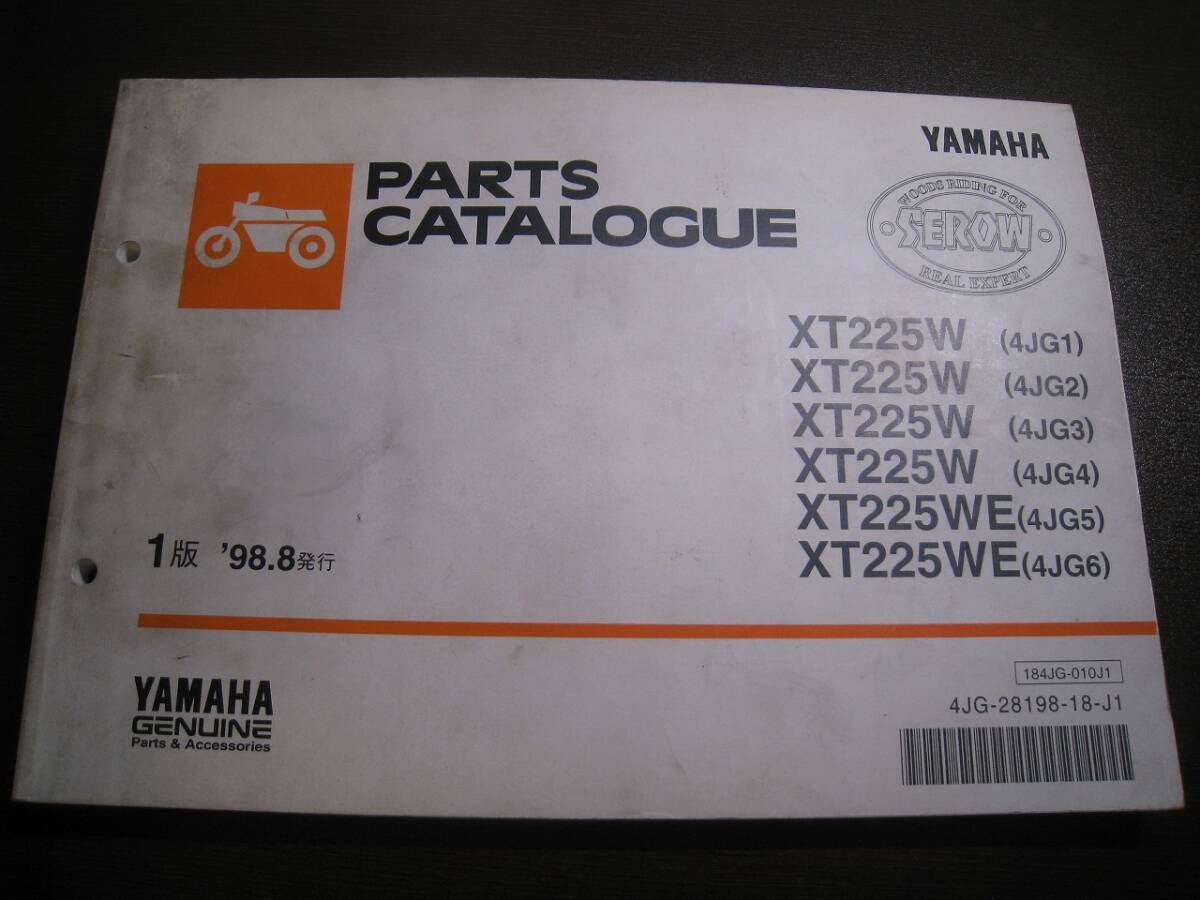 YAMAHA
PARTS
CATALOGUE
WOODS RIDING FOR
SEROW
REAL EXPERT
XT225W (4JG1)
XT225W (4JG2)
XT225W (4JG3)
XT225W (4JG4)
XT225WE(4JG5)
XT225WE(4JG6)
1版 '98.8発行
YAMAHA
GENUINE
Parts & Accessories
184JG-010J1
4JG-28198-18-J1